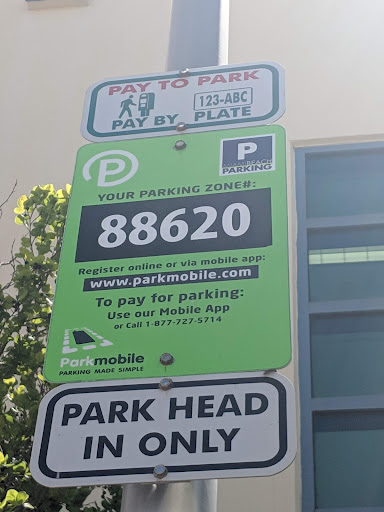 PAY TO PARK
123-ABC
PAY BY PLATE
P
P
BEACH
PARKING
YOUR PARKING ZONE#:
88620
Register online or via mobile app:
www.parkmobile.com
To pay for parking:
Use our Mobile App
or Call 1-877-727-5714
Parkmobile
PARKING MADE SIMPLE
PARK HEAD
IN ONLY